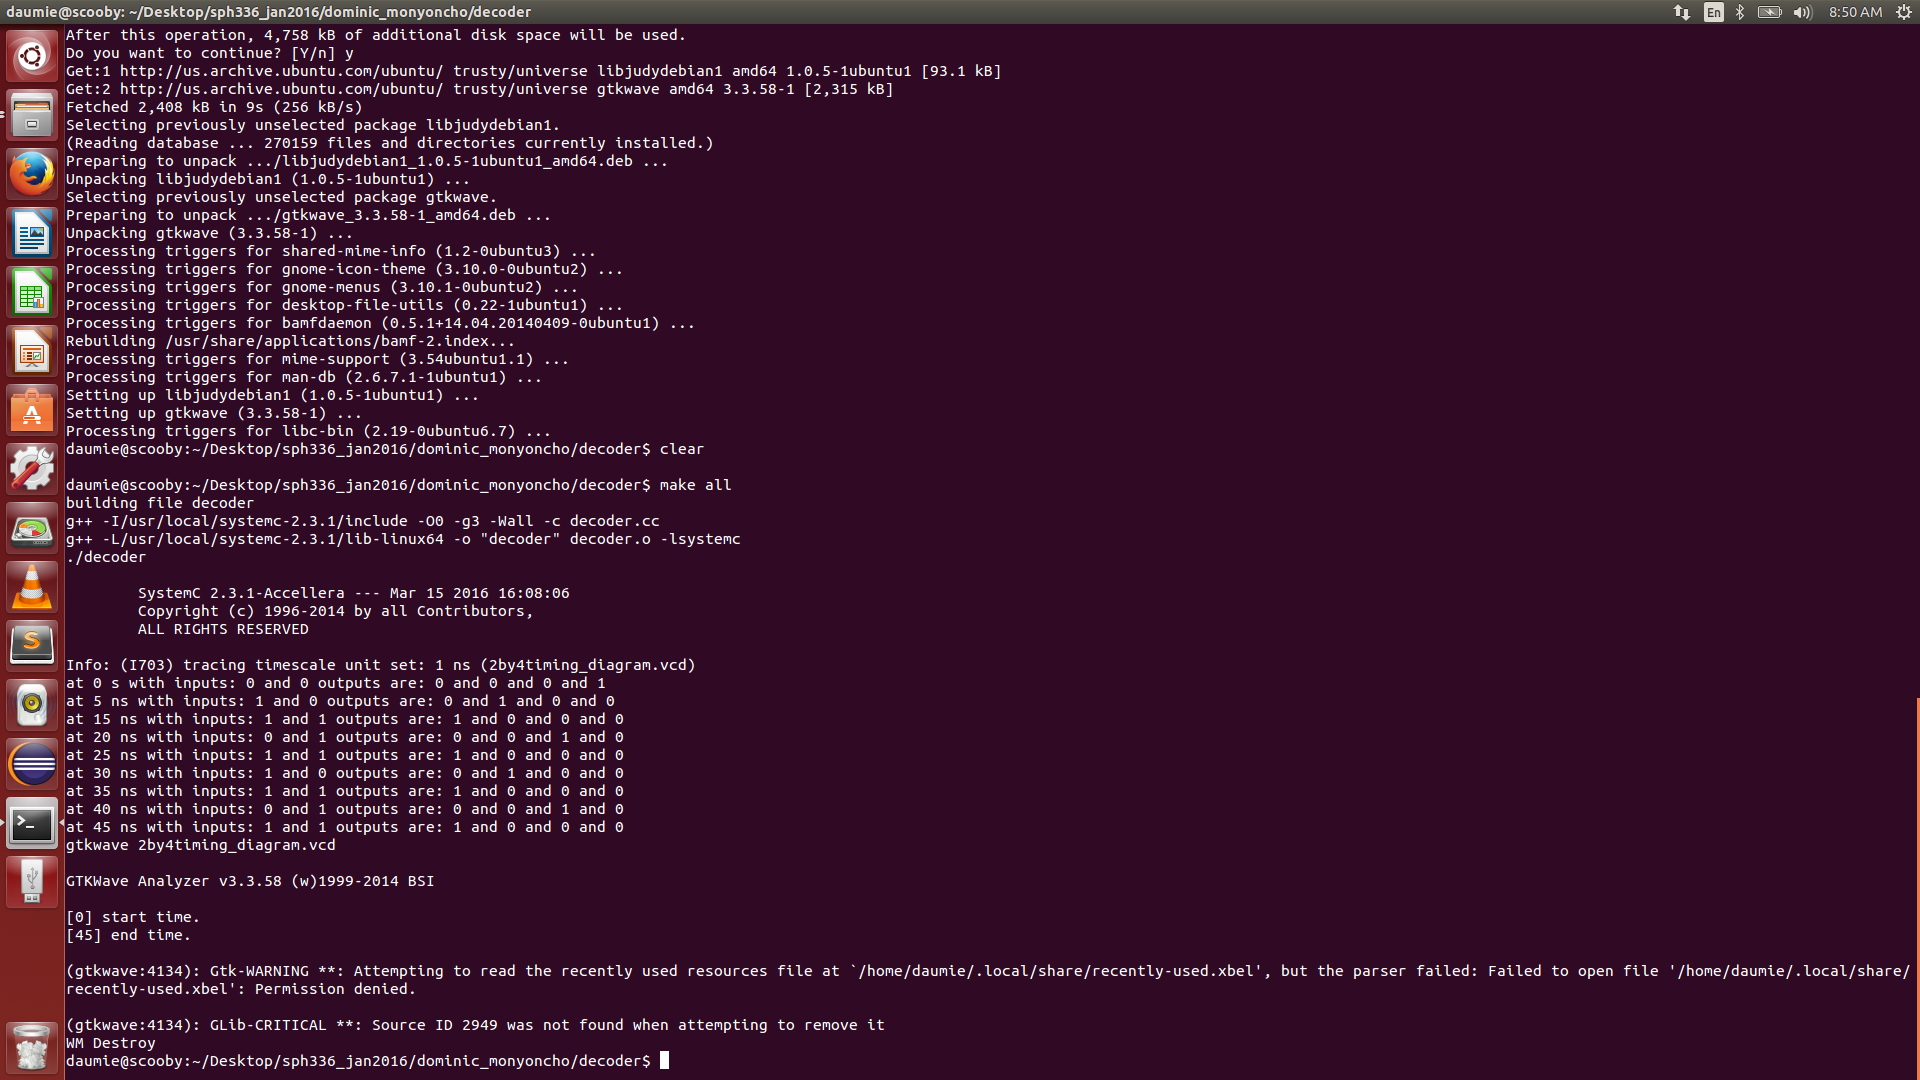 daumie@scooby: ~/Desktop/sph336_jan2016/dominic_monyoncho/decoder
En
8:50 AM
After this operation, 4,758 kB of additional disk space will be used.
Do you want to continue? [Y/n] y
Get:1 http://us.archive.ubuntu.com/ubuntu/ trusty/universe libjudydebian1 amd64 1.0.5-1ubuntu1 [93.1 kB]
Get:2 http://us.archive.ubuntu.com/ubuntu/ trusty/universe gtkwave amd64 3.3.58-1 [2,315 kB]
Fetched 2,408 kB in 9s (256 kB/s)
Selecting previously unselected package libjudydebian1.
(Reading database ... 270159 files and directories currently installed.)
Preparing to unpack .../libjudydebian1_1.0.5-1ubuntu1_amd64.deb ...
Unpacking libjudydebian1 (1.0.5-1ubuntu1) ...
Selecting previously unselected package gtkwave.
Preparing to unpack .../gtkwave_3.3.58-1_amd64.deb ...
Unpacking gtkwave (3.3.58-1) ...
Processing triggers for shared-mime-info (1.2-0ubuntu3) ...
Processing triggers for gnome-icon-theme (3.10.0-0ubuntu2) ...
Processing triggers for gnome-menus (3.10.1-0ubuntu2) ...
Processing triggers for desktop-file-utils (0.22-1ubuntu1) ...
Processing triggers for bamfdaemon (0.5.1+14.04.20140409-0ubuntu1) ...
Rebuilding /usr/share/applications/bamf-2.index...
Processing triggers for mime-support (3.54ubuntu1.1) ...
Processing triggers for man-db (2.6.7.1-1ubuntu1) ...
Setting up libjudydebian1 (1.0.5-1ubuntu1) ...
Setting up gtkwave (3.3.58-1) ...
Processing triggers for libc-bin (2.19-0ubuntu6.7) ...
daumie@scooby:~/Desktop/sph336_jan2016/dominic_monyoncho/decoder$ clear
daumie@scooby:~/Desktop/sph336_jan2016/dominic_monyoncho/decoder$ make all
building file decoder
g++ -I/usr/local/systemc-2.3.1/include -O0 -g3 -Wall -c decoder.cc
g++ -L/usr/local/systemc-2.3.1/lib-linux64 -o "decoder" decoder.o -lsystemc
./decoder
SystemC 2.3.1-Accellera --- Mar 15 2016 16:08:06
Copyright (c) 1996-2014 by all Contributors,
ALL RIGHTS RESERVED
Info: (I703) tracing timescale unit set: 1 ns (2by4timing_diagram.vcd)
at 0 s with inputs: 0 and 0 outputs are: 0 and 0 and 0 and 1
at 5 ns with inputs: 1 and 0 outputs are: 0 and 1 and 0 and 0
at 15 ns with inputs: 1 and 1 outputs are: 1 and 0 and 0 and 0
at 20 ns with inputs: 0 and 1 outputs are: 0 and 0 and 1 and 0
at 25 ns with inputs: 1 and 1 outputs are: 1 and 0 and 0 and 0
at 30 ns with inputs: 1 and 0 outputs are: 0 and 1 and 0 and 0
at 35 ns with inputs: 1 and 1 outputs are: 1 and 0 and 0 and 0
at 40 ns with inputs: 0 and 1 outputs are: 0 and 0 and 1 and 0
at 45 ns with inputs: 1 and 1 outputs are: 1 and 0 and 0 and 0
gtkwave 2by4timing_diagram.vcd
GTKWave Analyzer v3.3.58 (w)1999-2014 BSI
[0] start time.
[45] end time.
(gtkwave:4134): Gtk-WARNING **: Attempting to read the recently used resources file at `/home/daumie/.local/share/recently-used.xbel', but the parser failed: Failed to open file '/home/daumie/.local/share/
recently-used.xbel': Permission denied.
(gtkwave:4134): GLib-CRITICAL **: Source ID 2949 was not found when attempting to remove it
WM Destroy
daumie@scooby:~/Desktop/sph336_jan2016/dominic_monyoncho/decoder$